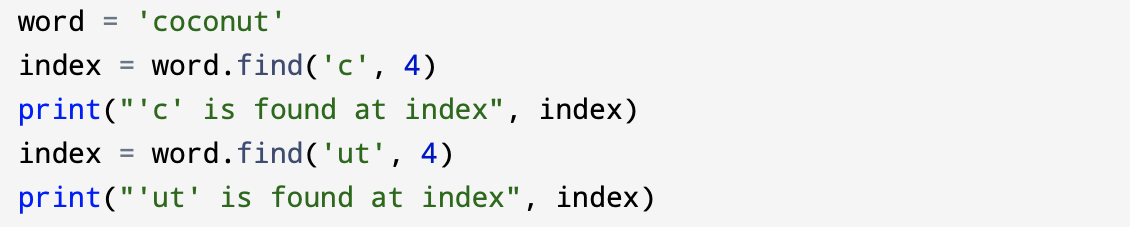 word = 'coconut'
index = word.find('c', 4)
print("'c' is found at index", index)
index = word.find('ut', 4)
print("'ut' is found at index", index)